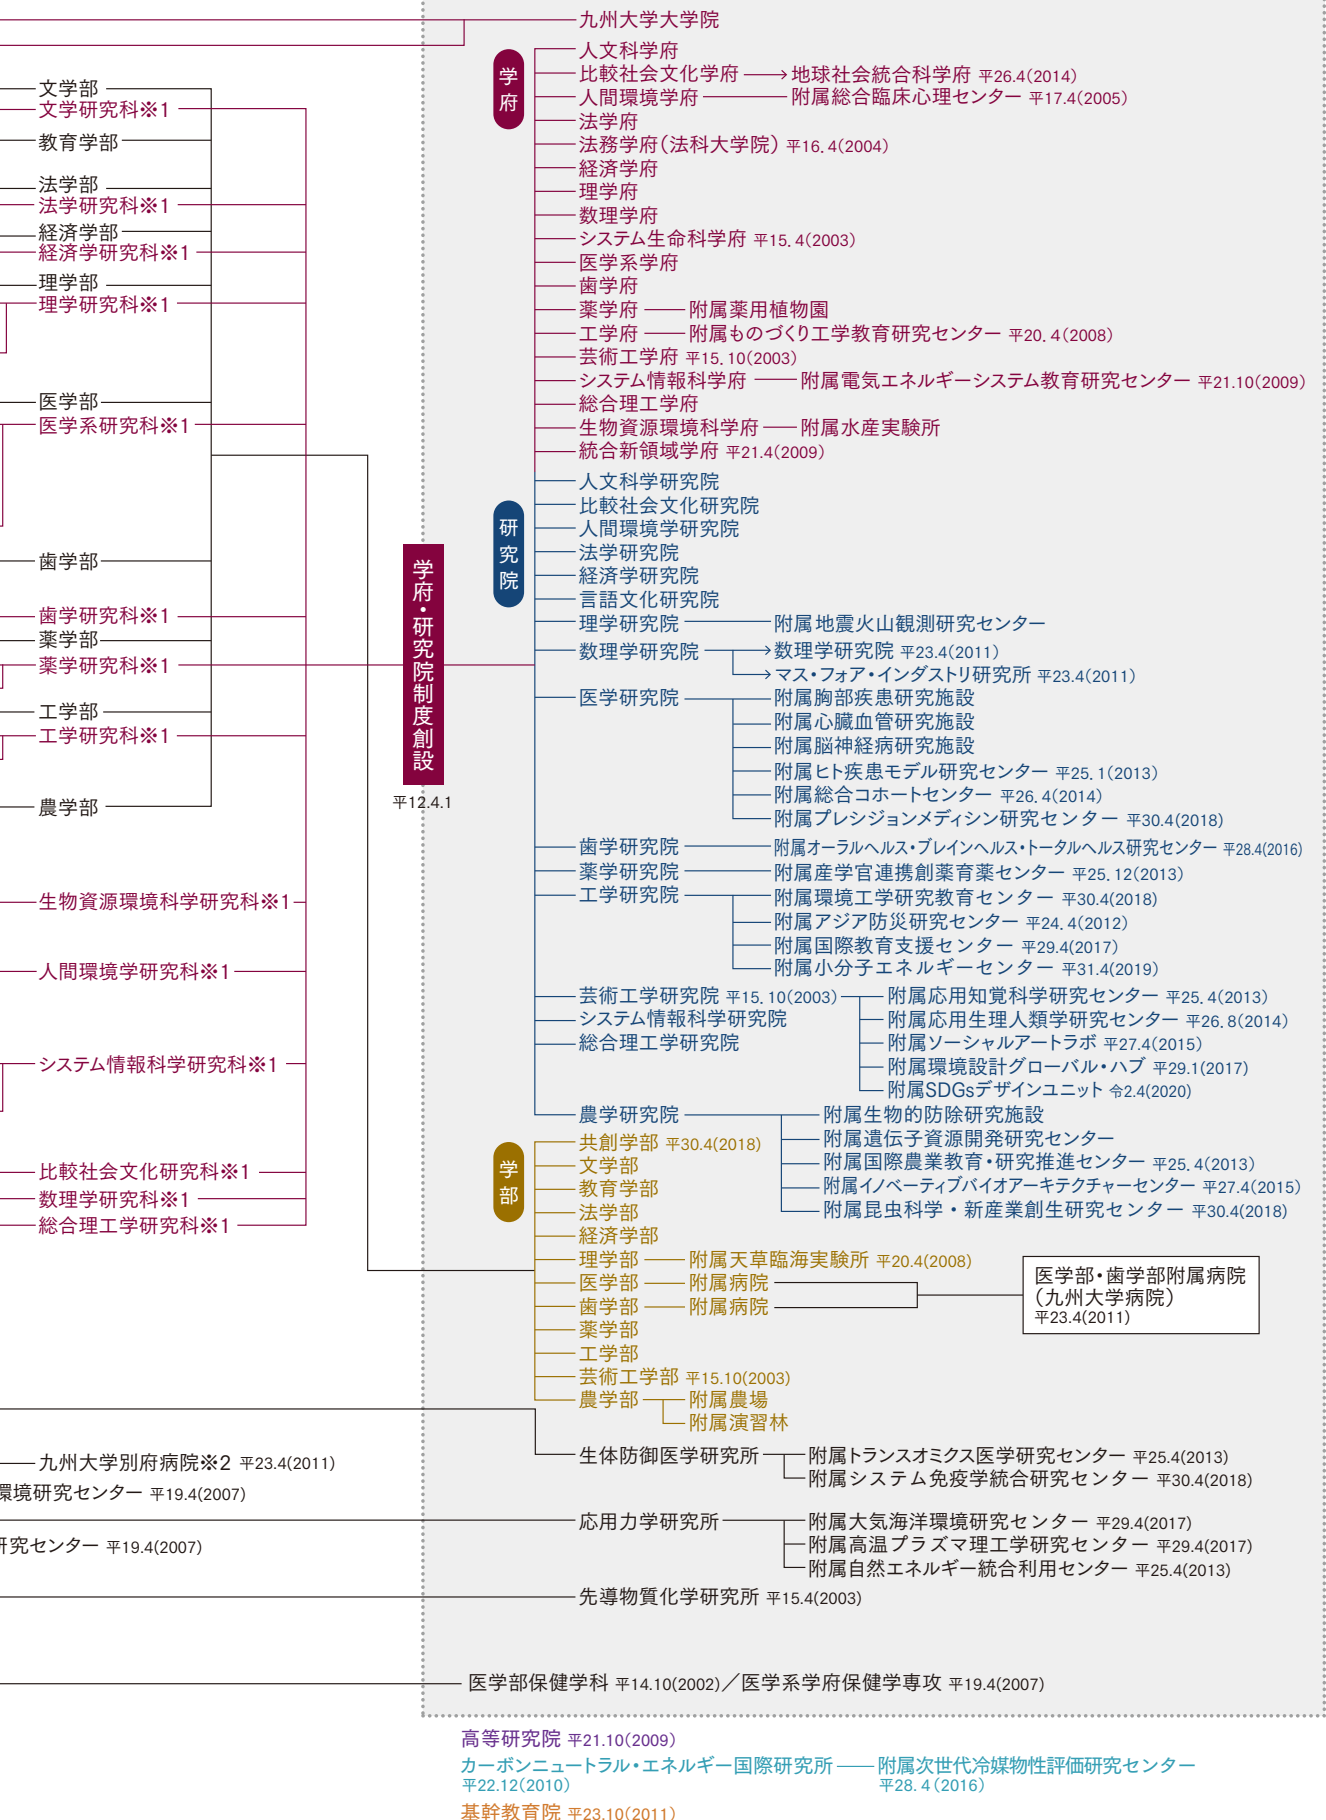 文学部
文学研究科※1
教育学部
法学部
法学研究科※1
経済学部
経済学研究科※1
理学部
理学研究科※1
医学部
医学系研究科※1
歯学部
歯学研究科※1
薬学部
薬学研究科※1
工学部
工学研究科※1
農学部
生物資源環境科学研究科※1
人間環境学研究科※1
システム情報科学研究科※1
比較社会文化研究科※1
数理学研究科※1
総合理工学研究科※1
九州大学別府病院※2 平23.4(2011)
環境研究センター 平19.4(2007)
研究センター 平19.4(2007)
学府・研究院制度創設
平12.4.1
九州大学大学院
学府
人文科学府
比較社会文化学府 地球社会統合科学府 平26.4(2014)
人間環境学府 附属総合臨床心理センター 平17.4(2005)
法学府
法務学府(法科大学院) 平16.4(2004)
経済学府
理学府
数理学府
システム生命科学府 平15.4(2003)
医学系学府
歯学府
薬学府 附属薬用植物園
工学府 附属ものづくり工学教育研究センター 平20.4(2008)
芸術工学府 平15.10(2003)
システム情報科学府 附属電気エネルギーシステム教育研究センター 平21.10(2009)
総合理工学府
生物資源環境科学府 附属水産実験所
統合新領域学府 平21.4(2009)
研究院
人文科学研究院
比較社会文化研究院
人間環境学研究院
法学研究院
経済学研究院
言語文化研究院
理学研究院 附属地震火山観測研究センター
数理学研究院 数理学研究院 平23.4(2011)
マス・フォア・インダストリ研究所 平23.4(2011)
医学研究院 附属胸部疾患研究施設
附属心臓血管研究施設
附属脳神経病研究施設
附属ヒト疾患モデル研究センター 平25.1(2013)
附属総合コホートセンター 平26.4(2014)
附属プレシジョンメディシン研究センター 平30.4(2018)
歯学研究院 附属オーラルヘルス・ブレインヘルス・トータルヘルス研究センター 平28.4(2016)
薬学研究院 附属産学官連携創薬育薬センター 平25.12(2013)
工学研究院 附属環境工学研究教育センター 平30.4(2018)
附属アジア防災研究センター 平24.4(2012)
附属国際教育支援センター 平29.4(2017)
附属小分子エネルギーセンター 平31.4(2019)
芸術工学研究院 平15.10(2003) 附属応用知覚科学研究センター 平25.4(2013)
システム情報科学研究院 附属応用生理人類学研究センター 平26.8(2014)
総合理工学研究院 附属ソーシャルアートラボ 平27.4(2015)
附属環境設計グローバル・ハブ 平29.1(2017)
附属SDGsデザインユニット 令2.4(2020)
農学研究院 附属生物的防除研究施設
附属遺伝子資源開発研究センター
附属国際農業教育・研究推進センター 平25.4(2013)
附属イノベーティブバイオアーキテクチャーセンター 平27.4(2015)
附属昆虫科学・新産業創生研究センター 平30.4(2018)
学部
共創学部 平30.4(2018)
文学部
教育学部
法学部
経済学部
理学部 附属天草臨海実験所 平20.4(2008)
医学部 附属病院
歯学部 附属病院
医学部・歯学部附属病院
(九州大学病院)
平23.4(2011)
薬学部
工学部
芸術工学部 平15.10(2003)
農学部 附属農場
附属演習林
生体防御医学研究所 附属トランスオミクス医学研究センター 平25.4(2013)
附属システム免疫学統合研究センター 平30.4(2018)
応用力学研究所 附属大気海洋環境研究センター 平29.4(2017)
附属高温プラズマ理工学研究センター 平29.4(2017)
附属自然エネルギー統合利用センター 平25.4(2013)
先導物質化学研究所 平15.4(2003)
医学部保健学科 平14.10(2002)/医学系学府保健学専攻 平19.4(2007)
高等研究院 平21.10(2009)
カーボンニュートラル・エネルギー国際研究所 附属次世代冷媒物性評価研究センター
平22.12(2010) 平28.4(2016)
基幹教育院 平23.10(2011)